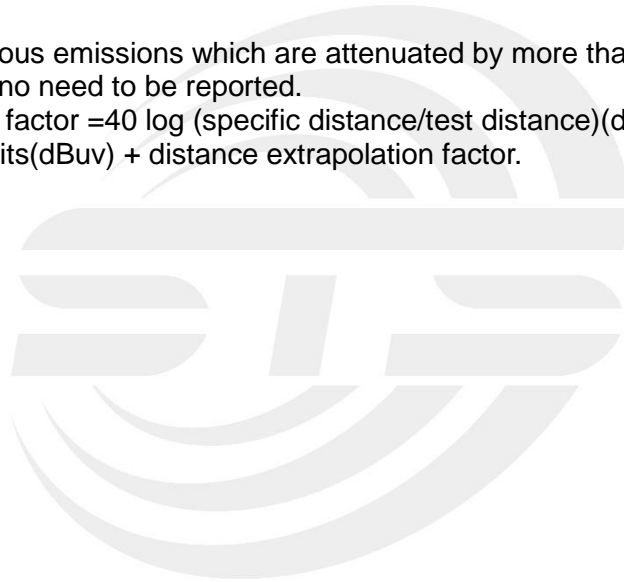 ous emissions which are attenuated by more tha
no need to be reported.
factor =40 log (specific distance/test distance)(d
its(dBuv) + distance extrapolation factor.
STS